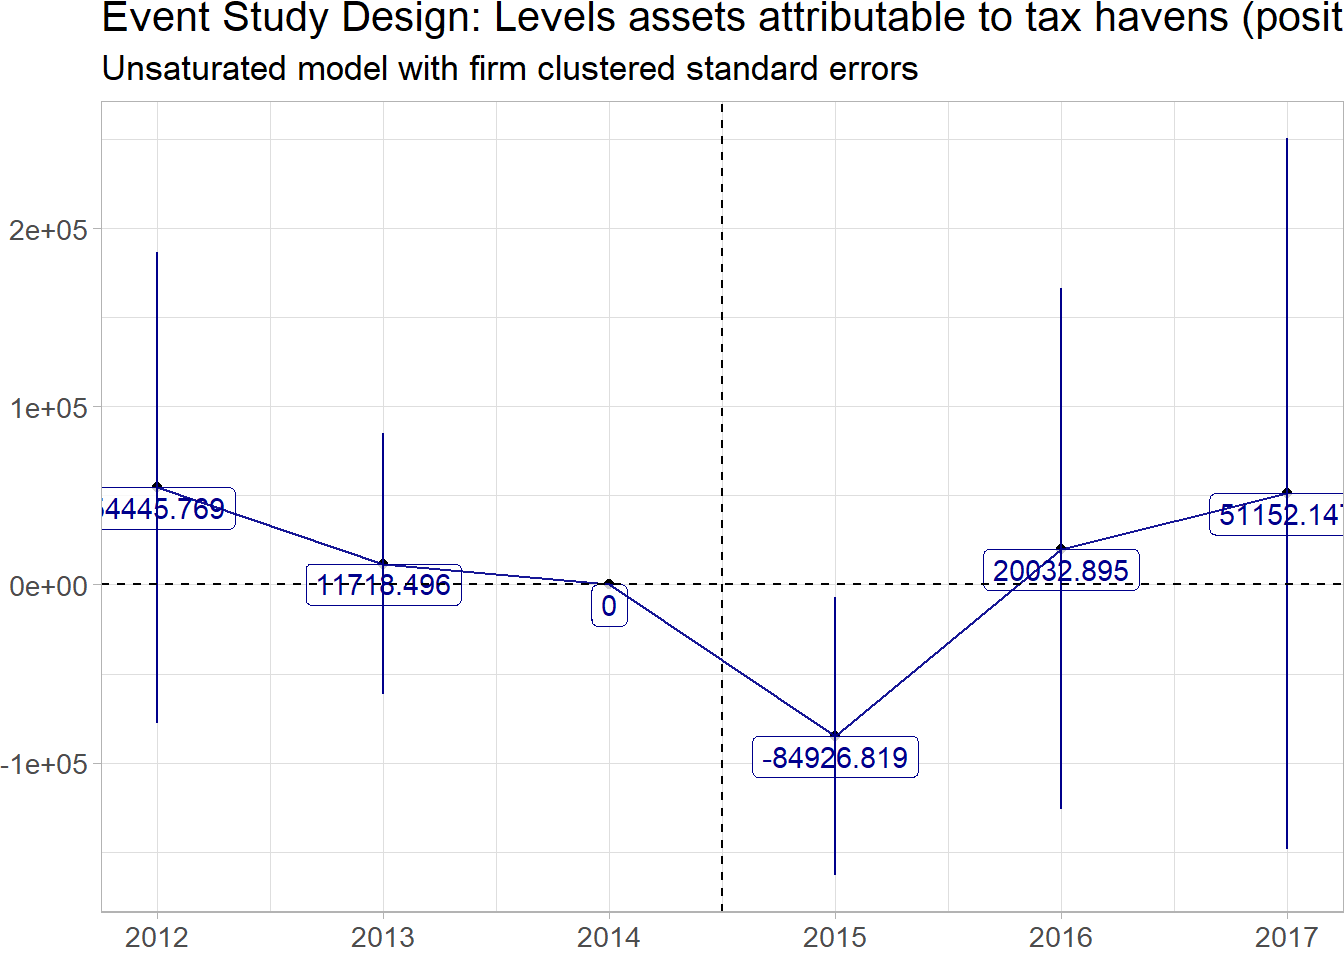 Event Study Design: Levels assets attributable to tax havens (posit
Unsaturated model with firm clustered standard errors
2e+05
1e+05
0e+00
-1e+05
54445.769
11718.496
0
-84926.819
20032.895
51152.147
2012 2013 2014 2015 2016 2017